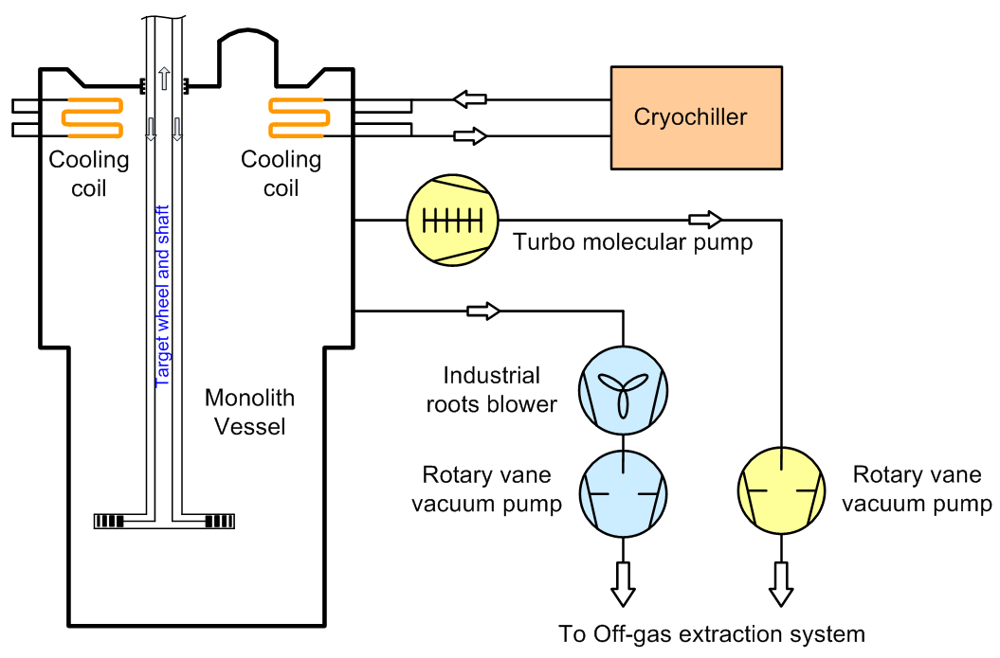 Cryochiller
Cooling
coil
Cooling
coil
Target wheel and shaft
Turbo molecular pump
Industrial
roots blower
Monolith
Vessel
Rotary vane
vacuum pump
Rotary vane
vacuum pump
To Off-gas extraction system